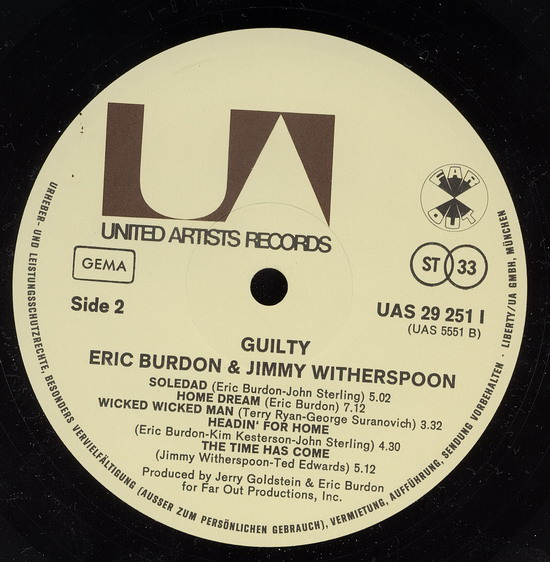 UA
UNITED ARTISTS RECORDS
FAR
OUT
GEMA
ST 33
Side 2
UAS 29 251 I
(UAS 5551 B)
GUILTY
ERIC BURDON & JIMMY WITHERSPOON
SOLEDAD (Eric Burdon-John Sterling) 5.02
HOME DREAM (Eric Burdon) 7.12
WICKED WICKED MAN (Terry Ryan-George Suranovich) 3.32
HEADIN' FOR HOME
(Eric Burdon-Kim Kesterson-John Sterling) 4.30
THE TIME HAS COME
(Jimmy Witherspoon-Ted Edwards) 5.12
Produced by Jerry Goldstein & Eric Burdon
for Far Out Productions, Inc.
URHEBER- UND LEISTUNGSSCHUTZRECHTE, BESONDERS VERVIELFÄLTIGUNG (AUSSER ZUM PERSÖNLICHEN GEBRAUCH), VERMIETUNG, AUFFÜHRUNG, SENDUNG VORBEHALTEN · LIBERTY/UA GMBH, MÜNCHEN